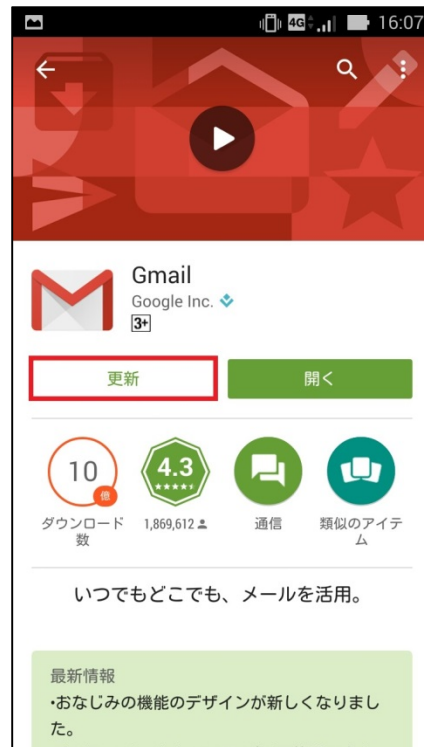 4G 16:07
Gmail
Google Inc.
3+
更新 開く
10 億
4.3
ダウンロード数
1,869,612
通信
類似のアイテム
いつでもどこでも、メールを活用。
最新情報
・おなじみの機能のデザインが新しくなりまし
た。